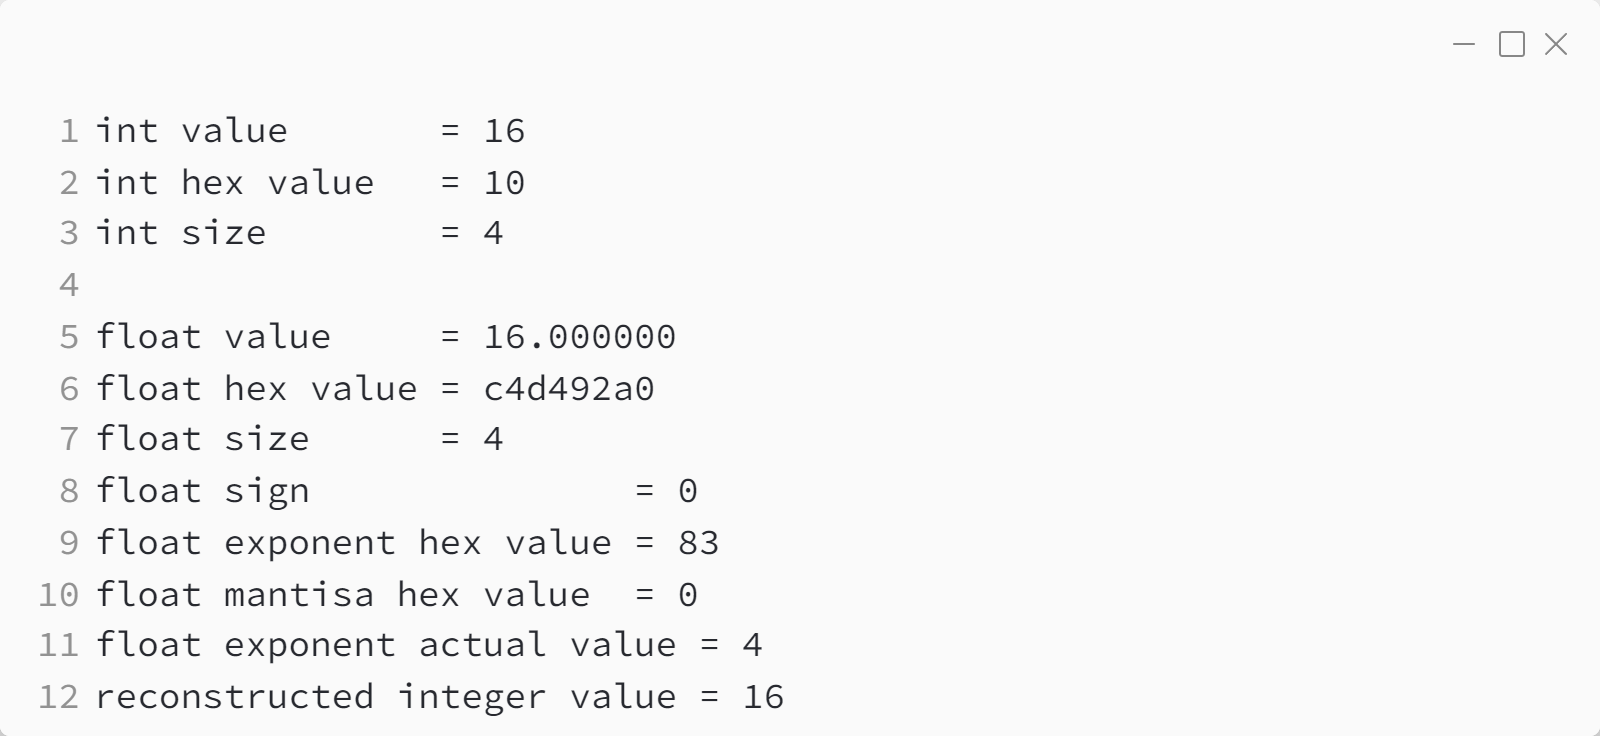 1 int value       = 16
2 int hex value   = 10
3 int size        = 4
4
5 float value     = 16.000000
6 float hex value = c4d492a0
7 float size      = 4
8 float sign               = 0
9 float exponent hex value = 83
10 float mantisa hex value  = 0
11 float exponent actual value = 4
12 reconstructed integer value = 16